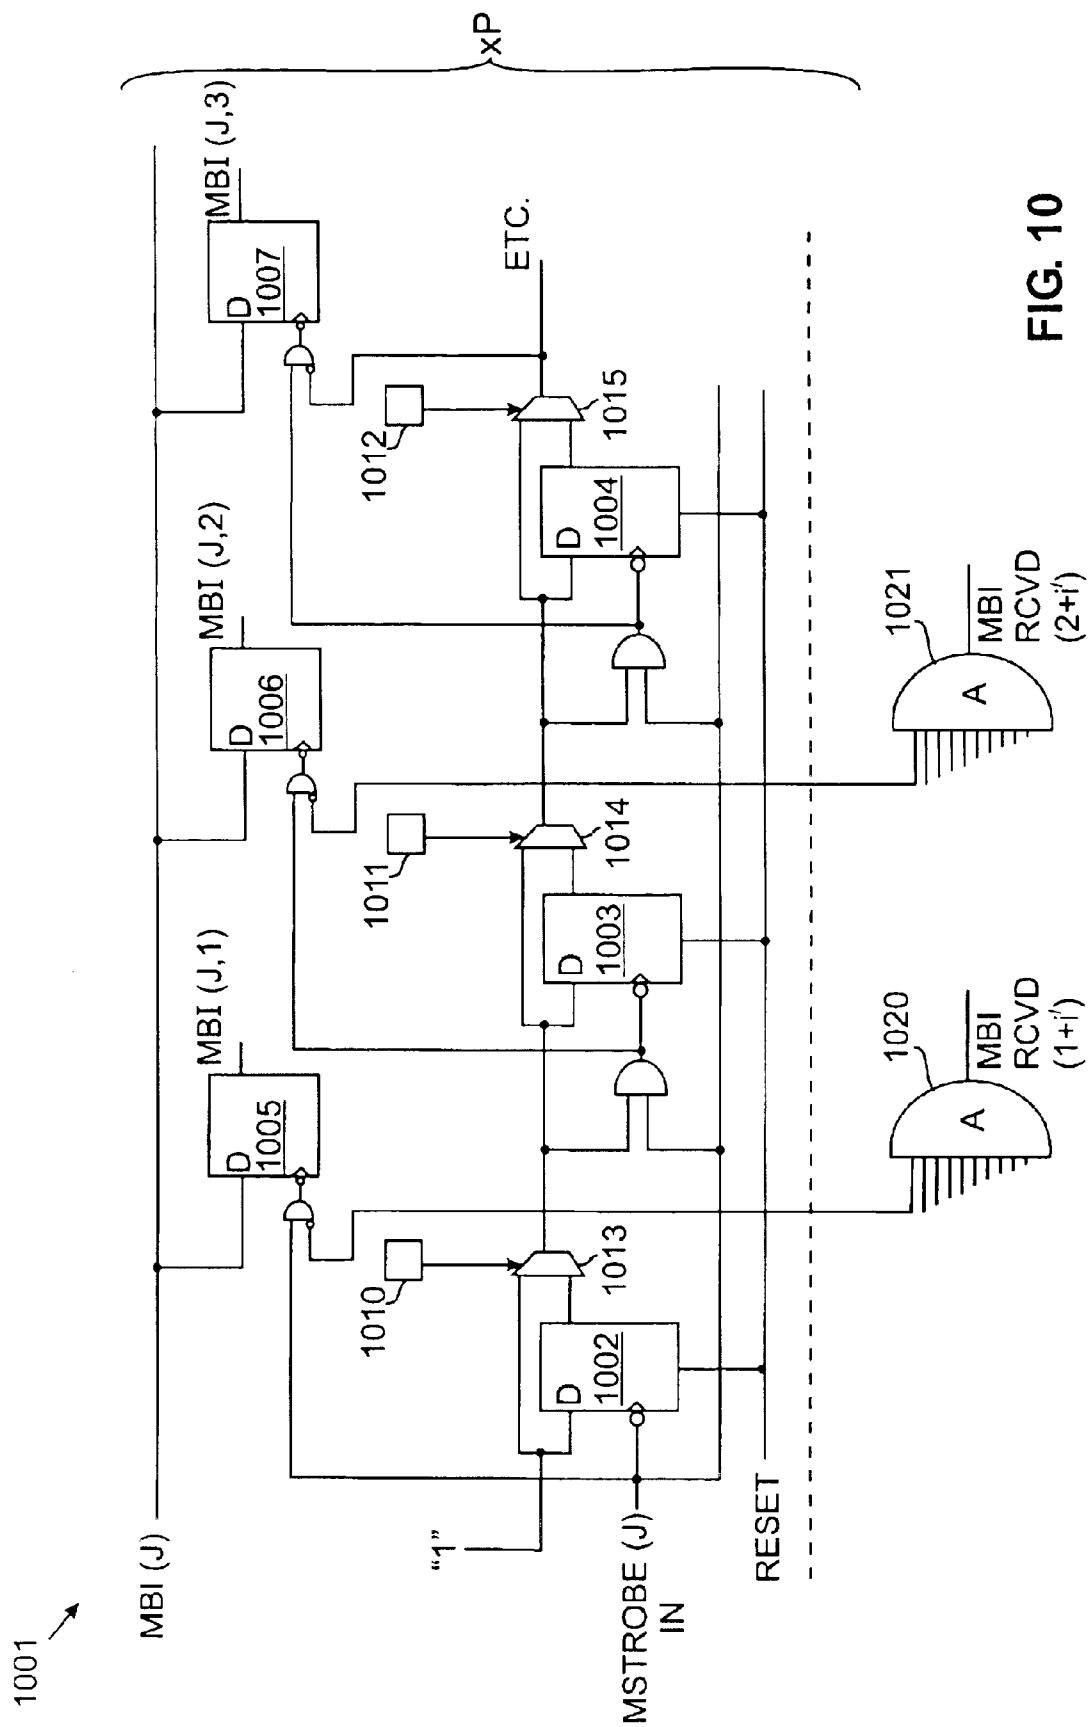 1001
MBI (J)
MBI (J,1)
MBI (J,2)
MBI (J,3)
xP
D
1005
D
1006
D
1007
1010
1011
1012
"1"
D
1002
1013
D
1003
1014
D
1004
1015
ETC.
MSTROBE (J)
IN
RESET
1020
A
MBI
RCVD
(1+i')
1021
A
MBI
RCVD
(2+i')
FIG. 10